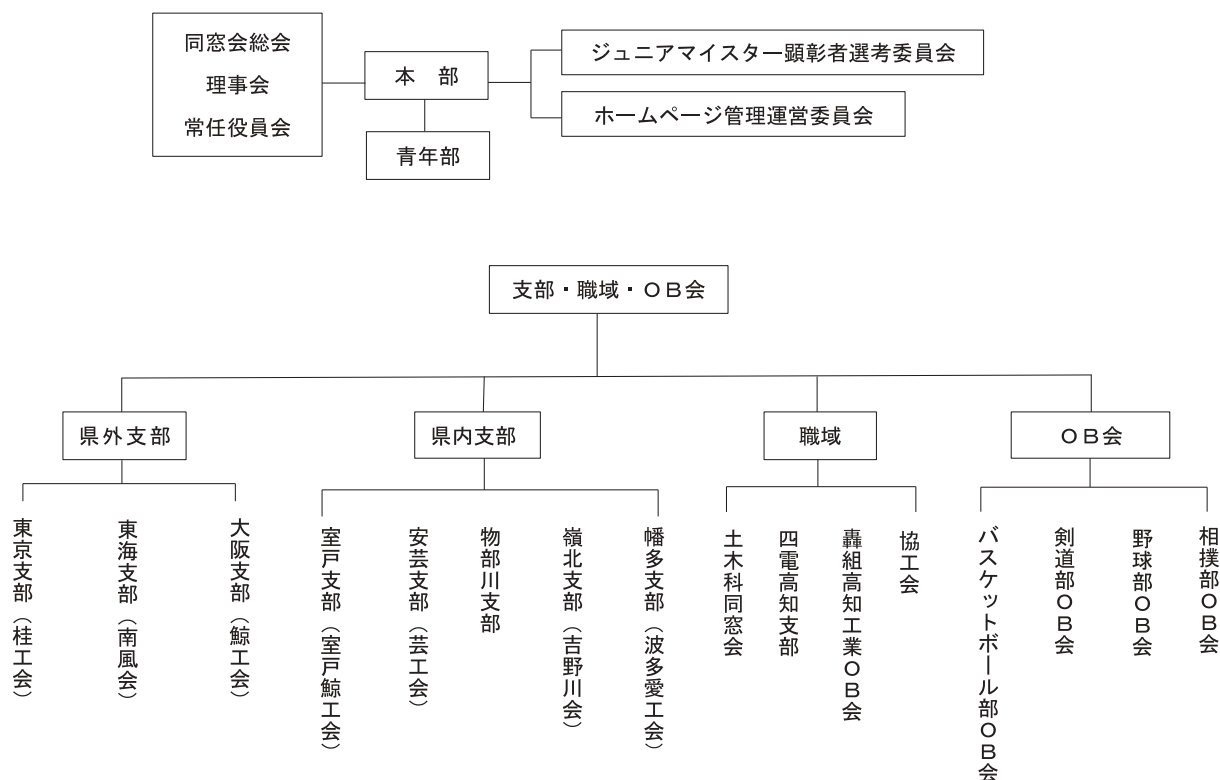 同窓会総会
理事会
常任役員会
本　部
青年部
ジュニアマイスター顕彰者選考委員会
ホームページ管理運営委員会
支部・職域・ＯＢ会
県外支部
県内支部
職域
ＯＢ会
東京支部（桂工会）
東海支部（南風会）
大阪支部（鯨工会）
室戸支部（室戸鯨工会）
安芸支部（芸工会）
物部川支部
嶺北支部（吉野川会）
幡多支部（波多愛工会）
土木科同窓会
四電高知支部
轟組高知工業ＯＢ会
協工会
バスケットボール部ＯＢ会
剣道部ＯＢ会
野球部ＯＢ会
相撲部ＯＢ会